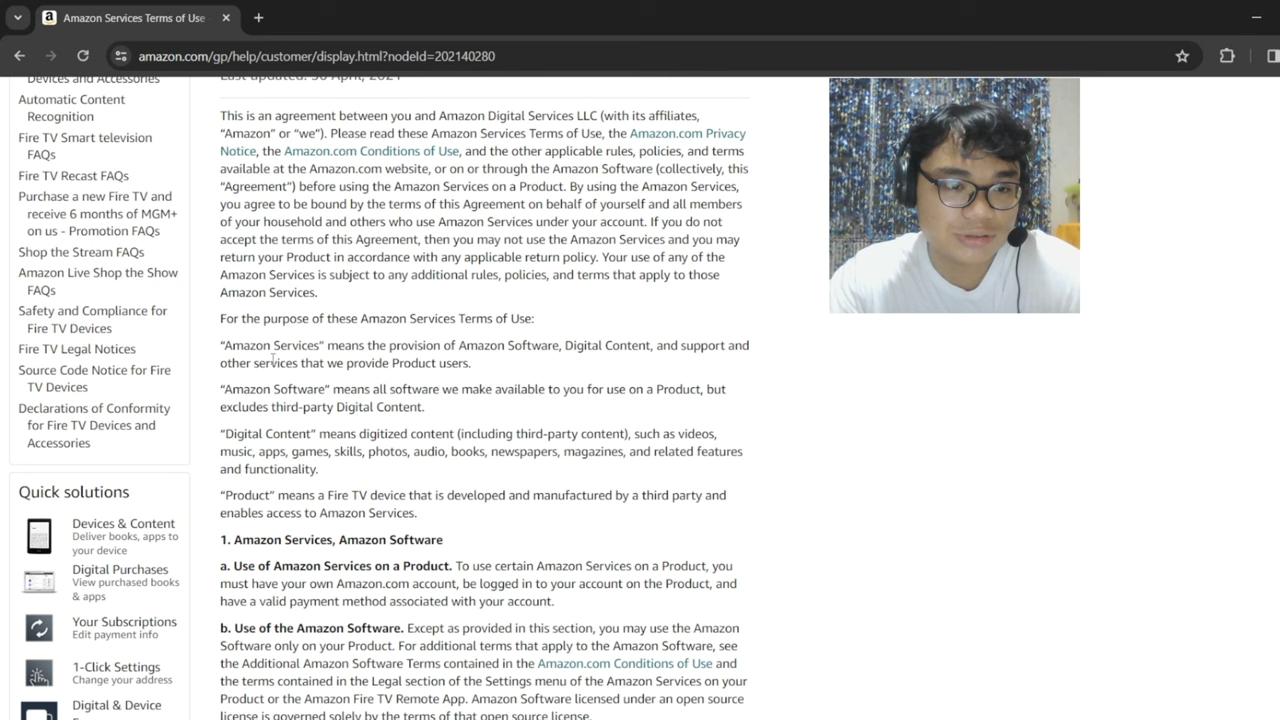 Amazon Services Terms of Use
amazon.com/gp/help/customer/display.html?nodeId=202140280
Devices and Accessories
Automatic Content
Recognition
Fire TV Smart television
FAQs
Fire TV Recast FAQs
Purchase a new Fire TV and
receive 6 months of MGM+
on us - Promotion FAQs
Shop the Stream FAQs
Amazon Live Shop the Show
FAQs
Safety and Compliance for
Fire TV Devices
Fire TV Legal Notices
Source Code Notice for Fire
TV Devices
Declarations of Conformity
for Fire TV Devices and
Accessories
Quick solutions
Devices & Content
Deliver books, apps to
your device
Digital Purchases
View purchased books
& apps
Your Subscriptions
Edit payment info
1-Click Settings
Change your address
Digital & Device
This is an agreement between you and Amazon Digital Services LLC (with its affiliates,
“Amazon” or “we”). Please read these Amazon Services Terms of Use, the Amazon.com Privacy
Notice, the Amazon.com Conditions of Use, and the other applicable rules, policies, and terms
available at the Amazon.com website, or on or through the Amazon Software (collectively, this
“Agreement”) before using the Amazon Services on a Product. By using the Amazon Services,
you agree to be bound by the terms of this Agreement on behalf of yourself and all members
of your household and others who use Amazon Services under your account. If you do not
accept the terms of this Agreement, then you may not use the Amazon Services and you may
return your Product in accordance with any applicable return policy. Your use of any of the
Amazon Services is subject to any additional rules, policies, and terms that apply to those
Amazon Services.
For the purpose of these Amazon Services Terms of Use:
“Amazon Services” means the provision of Amazon Software, Digital Content, and support and
other services that we provide Product users.
“Amazon Software” means all software we make available to you for use on a Product, but
excludes third-party Digital Content.
“Digital Content” means digitized content (including third-party content), such as videos,
music, apps, games, skills, photos, audio, books, newspapers, magazines, and related features
and functionality.
“Product” means a Fire TV device that is developed and manufactured by a third party and
enables access to Amazon Services.
1. Amazon Services, Amazon Software
a. Use of Amazon Services on a Product. To use certain Amazon Services on a Product, you
must have your own Amazon.com account, be logged in to your account on the Product, and
have a valid payment method associated with your account.
b. Use of the Amazon Software. Except as provided in this section, you may use the Amazon
Software only on your Product. For additional terms that apply to the Amazon Software, see
the Additional Amazon Software Terms contained in the Amazon.com Conditions of Use and
the terms contained in the Legal section of the Settings menu of the Amazon Services on your
Product or the Amazon Fire TV Remote App. Amazon Software licensed under an open source
license is governed solely by the terms of that open source license.